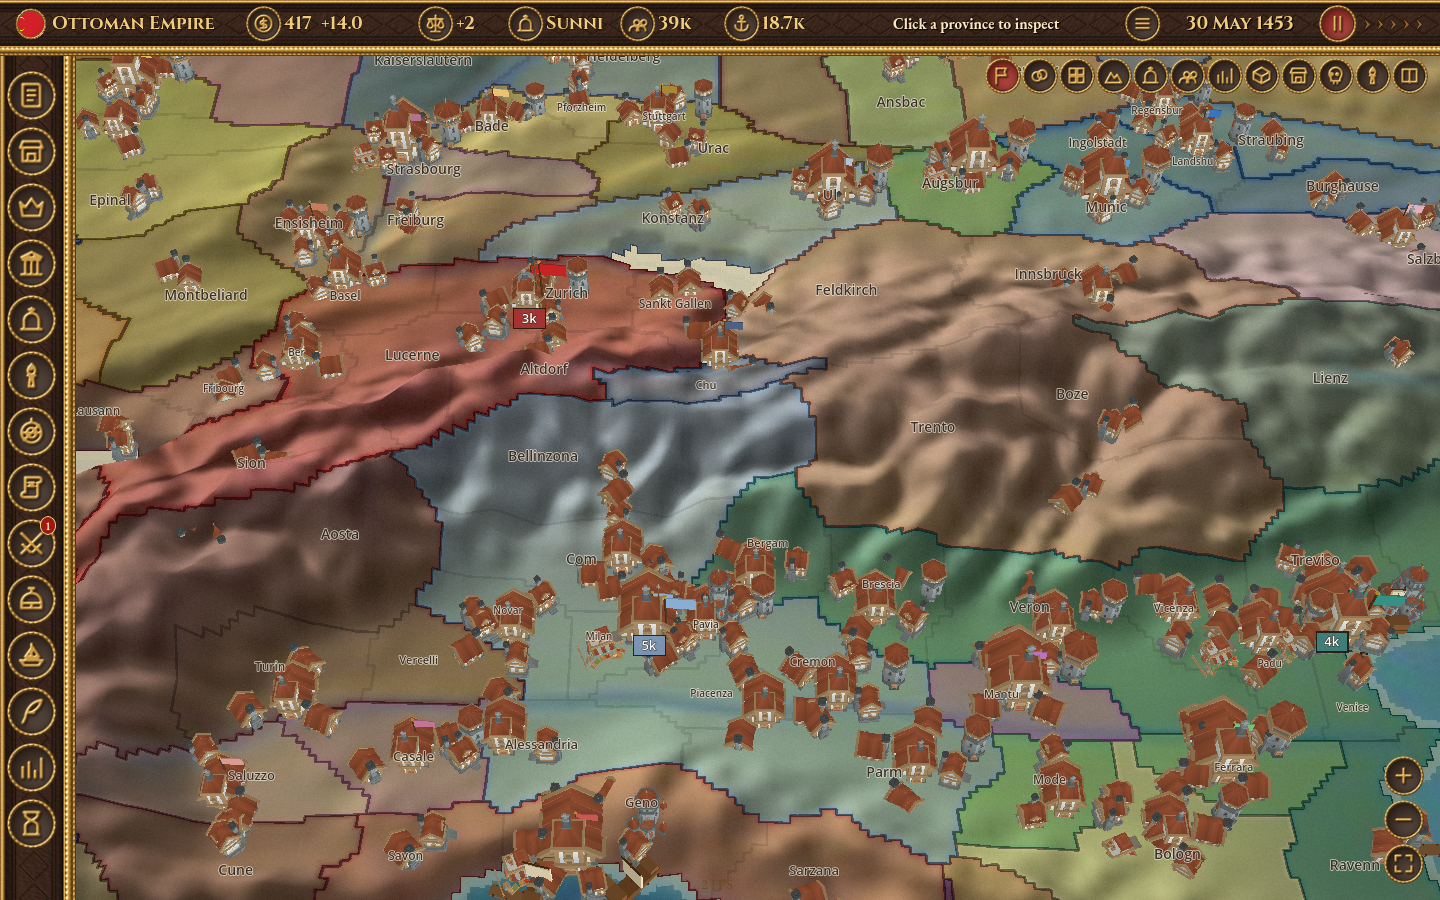 OTTOMAN EMPIRE
417 +14.0
+2
SUNNI
39K
18.7K
Click a province to inspect
30 MAY 1453
Kaiserslautern
Heidelberg
Ansbac
Pforzheim
Stuttgart
Bade
Regensbur
Ingolstadt
Straubing
Landshu
Urac
Strasbourg
Augsbur
Burghause
Epinal
Ul
Munic
Ensisheim
Freiburg
Konstanz
Salzb
Innsbruck
Montbeliard
Basel
Zurich
Sankt Gallen
Feldkirch
3k
Ber
Lucerne
Altdorf
Fribourg
Chu
Lienz
Boze
ausann
Trento
Sion
Bellinzona
1
Aosta
Com
Bergam
Treviso
Brescia
Novar
Veron
Vicenza
Milan
Pavia
5k
4k
Vercelli
Turin
Cremon
Padu
Piacenza
Mantu
Venice
Casale
Alessandria
Saluzzo
Parm
Mode
Ferrara
Geno
Savon
Bologn
Cune
Sarzana
Ravenn